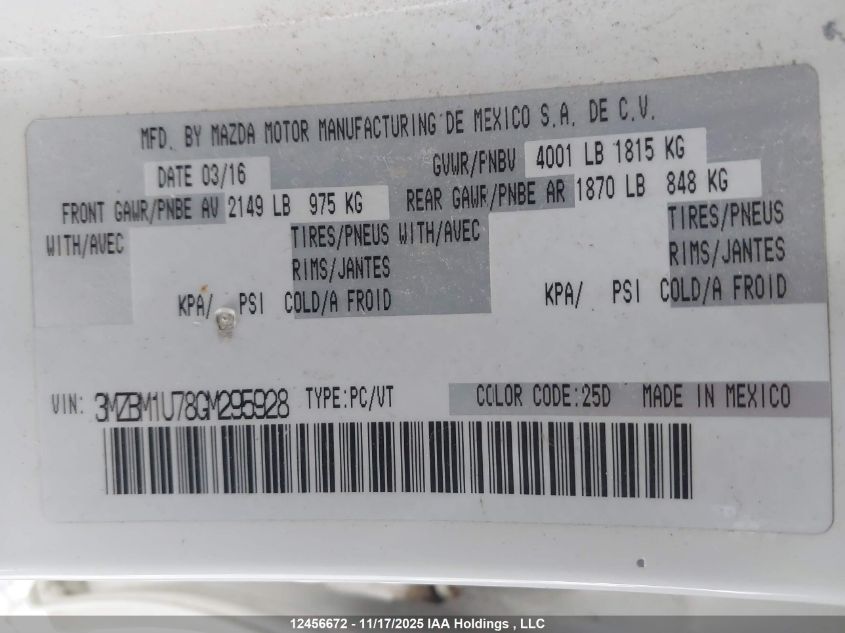 MFD. BY MAZDA MOTOR MANUFACTURING DE MEXICO S.A. DE C.V.
DATE 03/16 GVWR/PNBV 4001 LB 1815 KG
FRONT GAWR/PNBE AV 2149 LB 975 KG REAR GAWR/PNBE AR 1870 LB 848 KG
WITH/AVEC TIRES/PNEUS WITH/AVEC TIRES/PNEUS
RIMS/JANTES RIMS/JANTES
KPA/ PSI COLD/A FROID KPA/ PSI COLD/A FROID
VIN: 3MZBM1U78GM295928 TYPE:PC/VT COLOR CODE:25D MADE IN MEXICO
12456672 - 11/17/2025 IAA Holdings , LLC